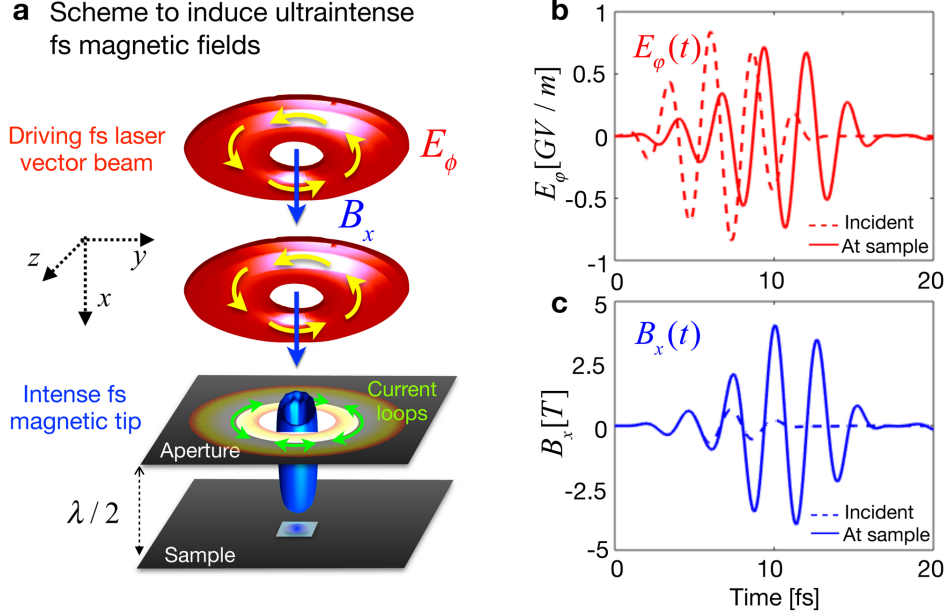 a Scheme to induce ultraintense
fs magnetic fields
Driving fs laser
vector beam
E_ϕ
B_x
z
y
x
Intense fs
magnetic tip
Current
loops
Aperture
λ / 2
Sample
b
E_φ(t)
E_φ[GV / m]
1
0.5
0
-0.5
-1
Incident
At sample
0
10
20
c
B_x(t)
B_x[T]
5
2.5
0
-2.5
-5
Incident
At sample
0
10
20
Time [fs]